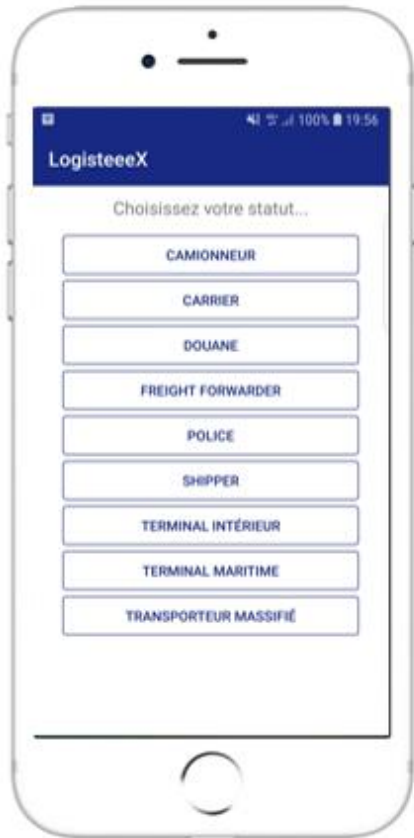 100% 19:56
LogisteeeX
Choisissez votre statut...
CAMIONNEUR
CARRIER
DOUANE
FREIGHT FORWARDER
POLICE
SHIPPER
TERMINAL INTÉRIEUR
TERMINAL MARITIME
TRANSPORTEUR MASSIFIÉ